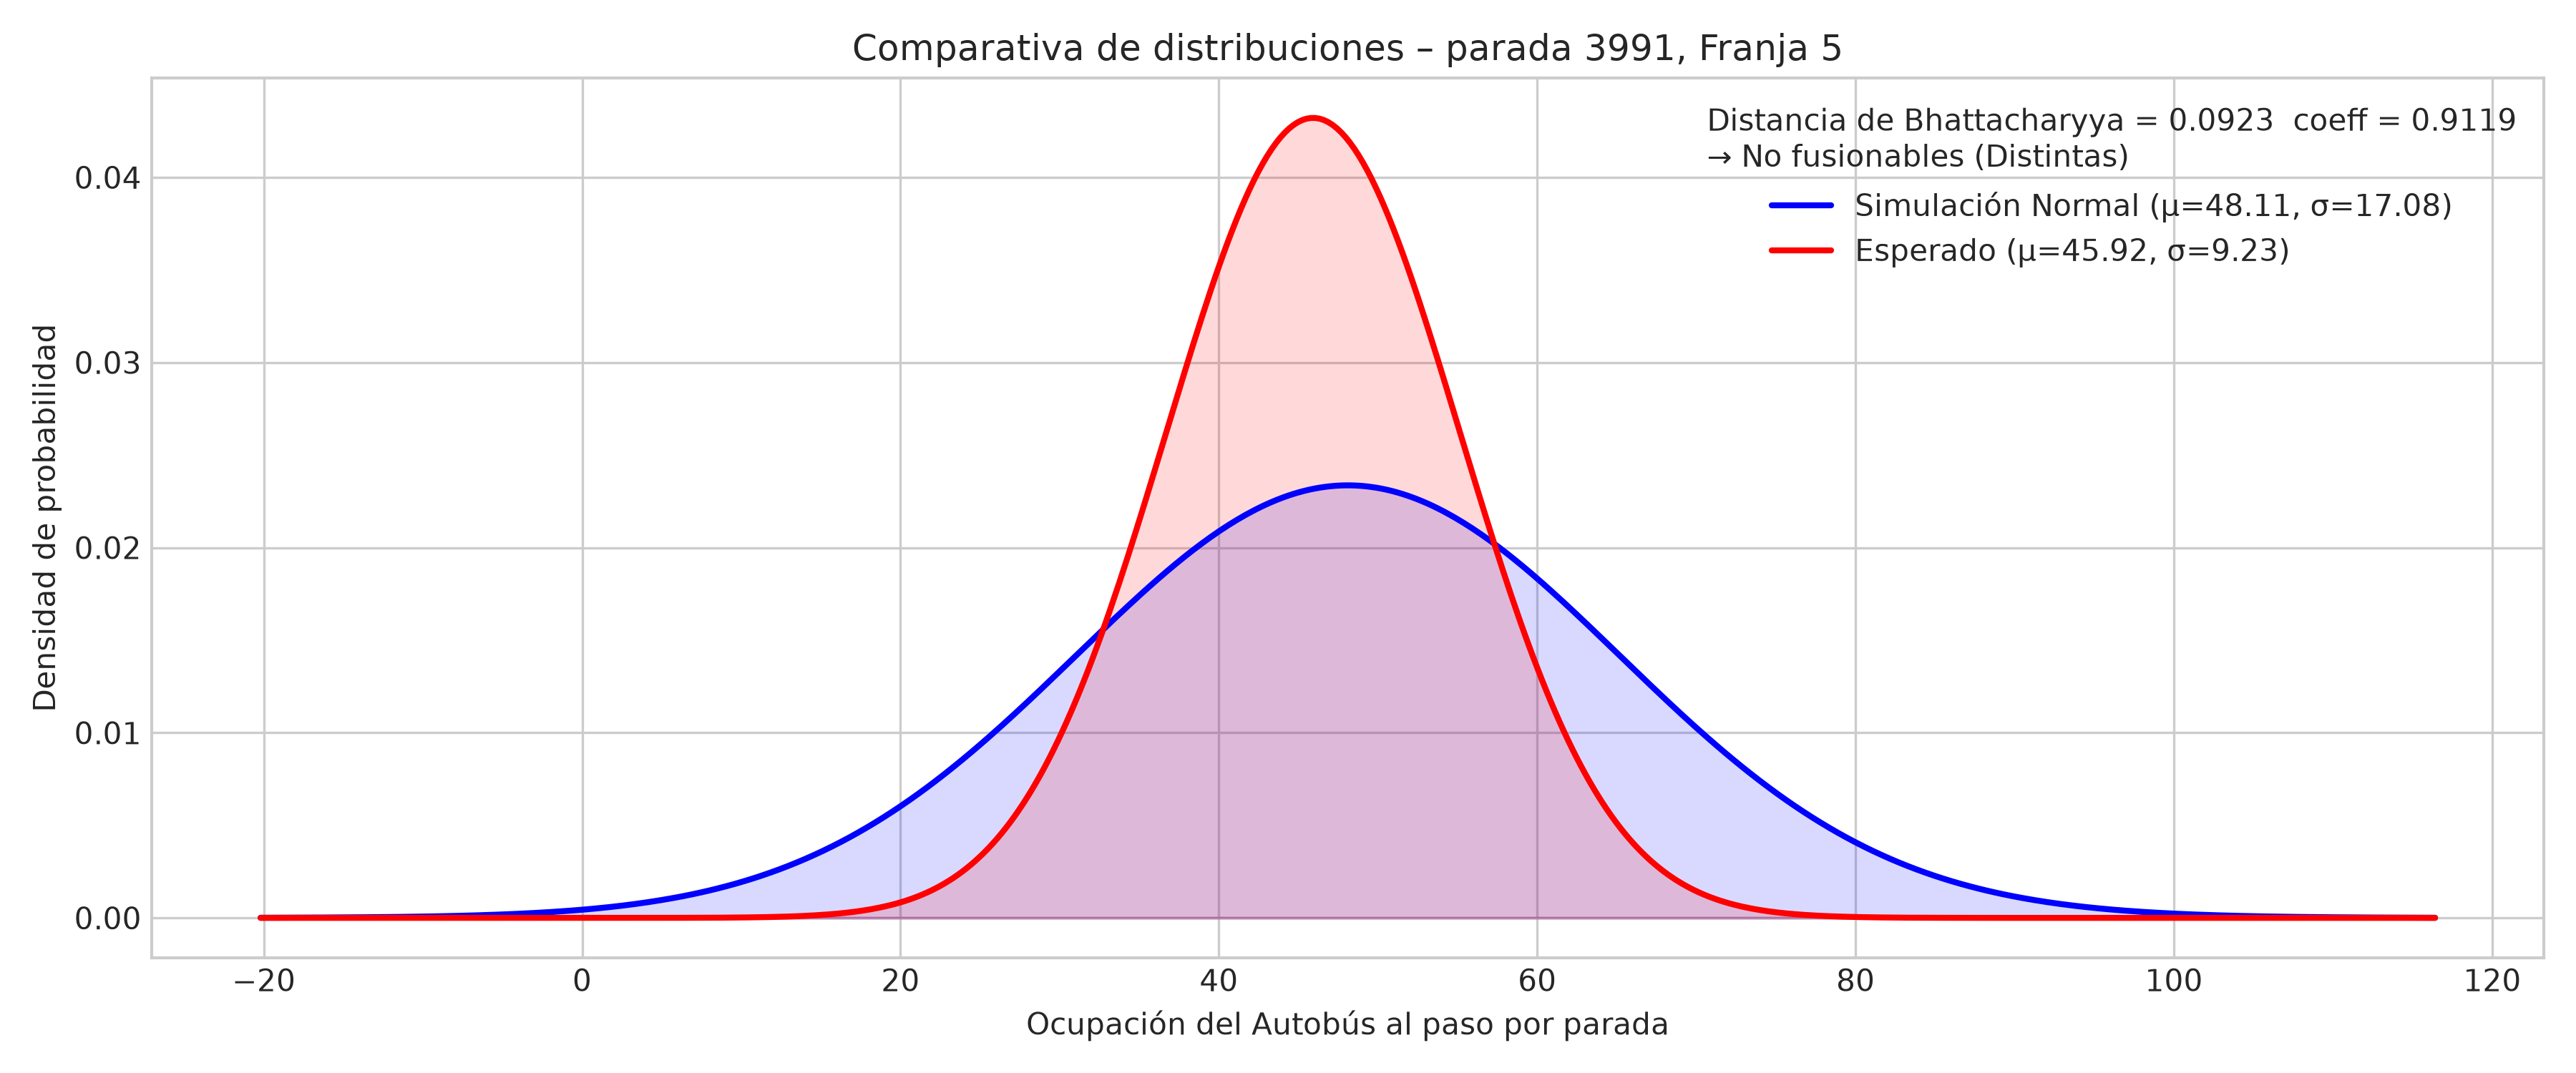 Comparativa de distribuciones – parada 3991, Franja 5
Distancia de Bhattacharyya = 0.0923  coeff = 0.9119
→ No fusionables (Distintas)
Simulación Normal (μ=48.11, σ=17.08)
Esperado (μ=45.92, σ=9.23)
Densidad de probabilidad
0.04
0.03
0.02
0.01
0.00
−20 0 20 40 60 80 100 120
Ocupación del Autobús al paso por parada